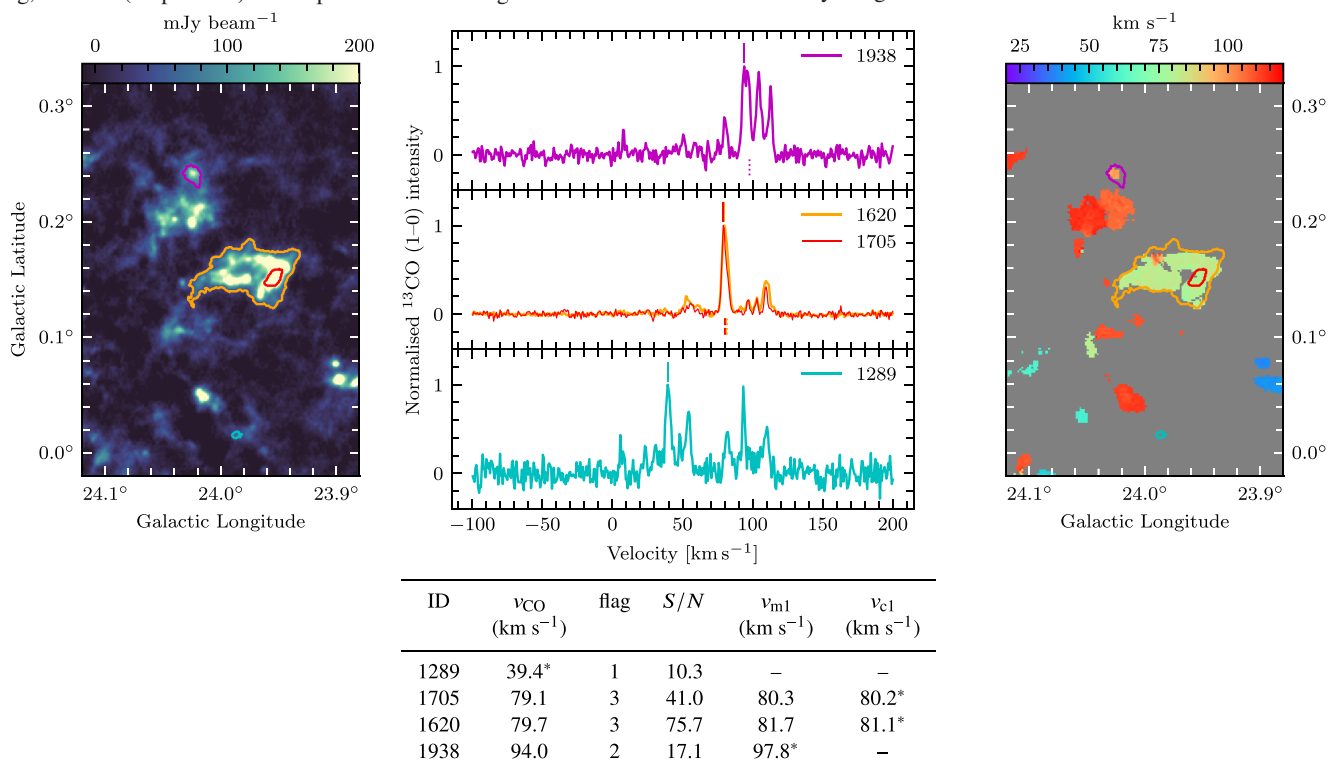 mJy beam−1
0 100 200
0.3°
0.2°
0.1°
0.0°
24.1° 24.0° 23.9°
Galactic Longitude
Galactic Latitude
Normalised 13CO (1–0) intensity
1
0
1938
1
0
1620
1705
1
0
1289
−100 −50 0 50 100 150 200
Velocity [km s−1]
km s−1
25 50 75 100
0.3°
0.2°
0.1°
0.0°
24.1° 24.0° 23.9°
Galactic Longitude
ID vCO flag S/N vm1 vc1
(km s−1) (km s−1) (km s−1)
1289 39.4* 1 10.3 – –
1705 79.1 3 41.0 80.3 80.2*
1620 79.7 3 75.7 81.7 81.1*
1938 94.0 2 17.1 97.8* –